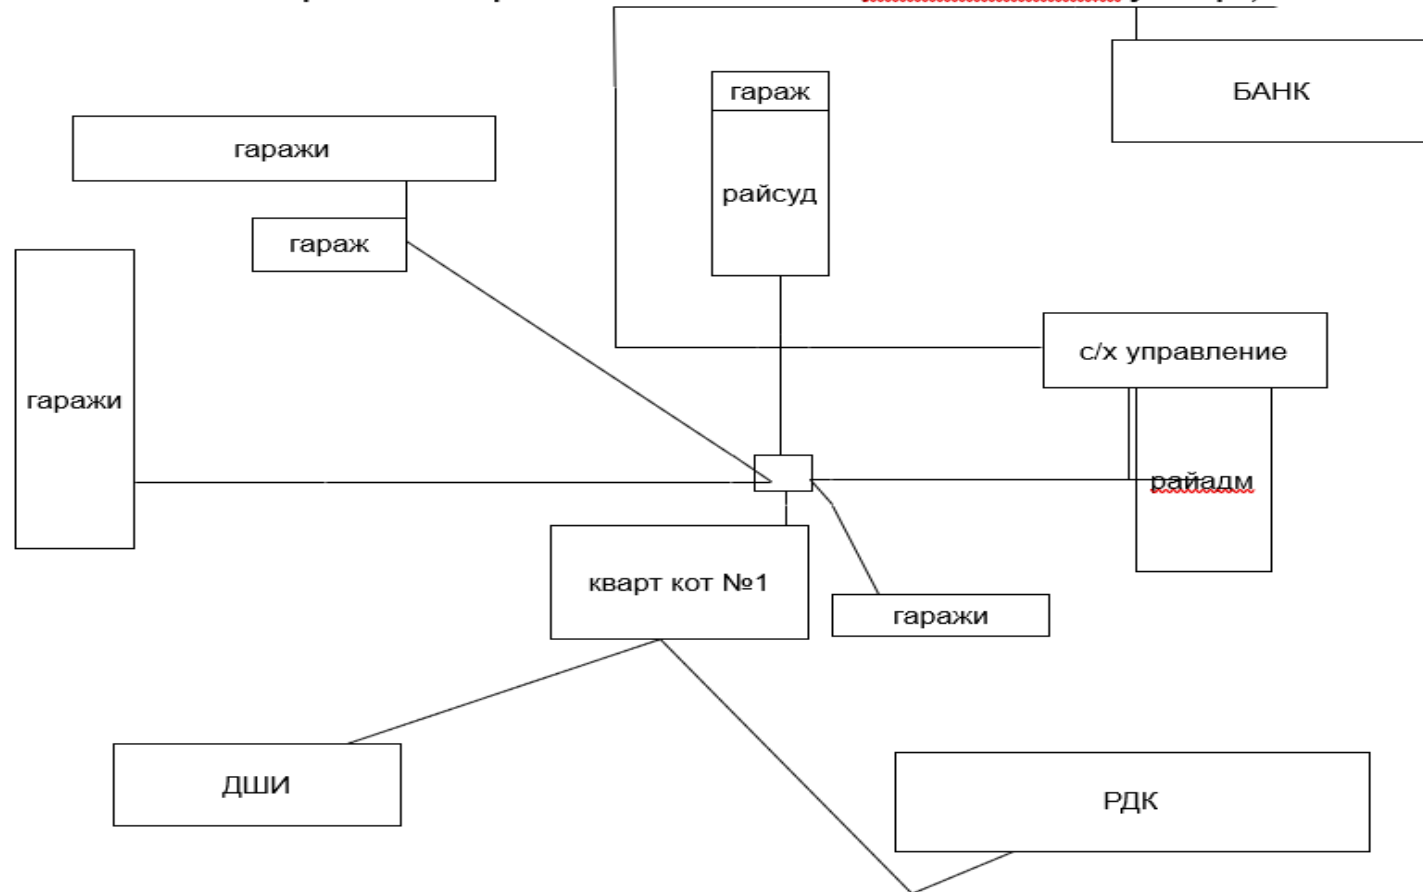 БАНК
гараж
гаражи
райсуд
гараж
с/х управление
гаражи
райадм
кварт кот №1
гаражи
ДШИ
РДК